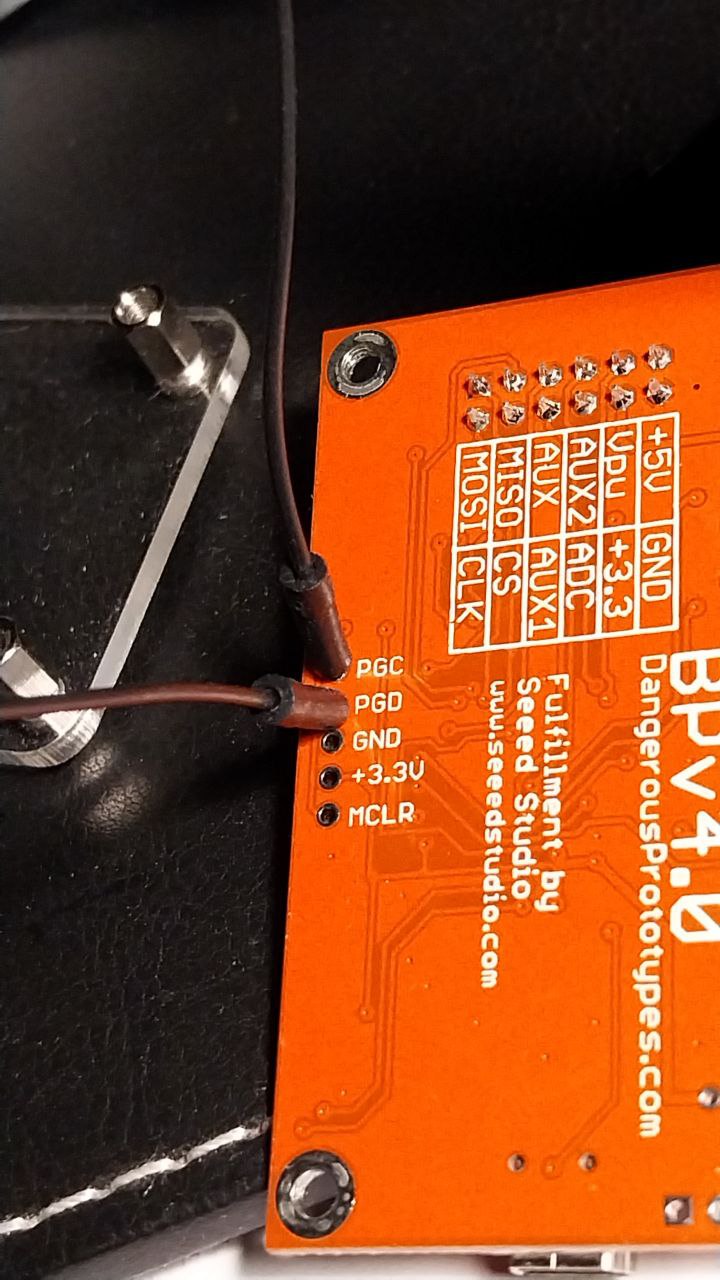 +5V GND
Vpu +3.3
AUX2 ADC
AUX AUX1
MISO CS
MOSI CLK
PGC
PGD
GND
+3.3V
MCLR
BPv4.0
DangerousPrototypes.com
Fulfillment by
Seeed Studio
www.seeedstudio.com